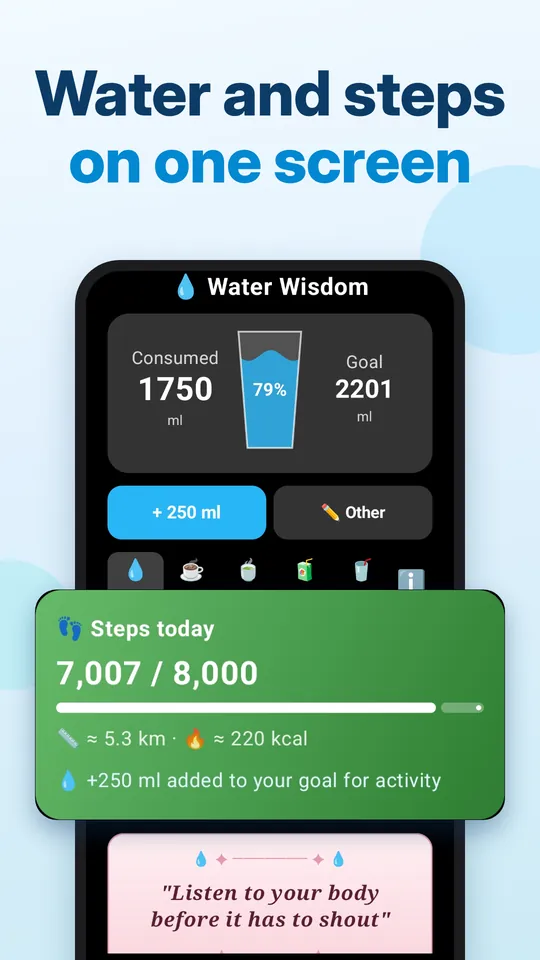 Water and steps
on one screen
💧 Water Wisdom
Consumed
1750
ml
79%
Goal
2201
ml
+ 250 ml
✏️ Other
👣 Steps today
7,007 / 8,000
📏 ≈ 5.3 km · 🔥 ≈ 220 kcal
💧 +250 ml added to your goal for activity
"Listen to your body
before it has to shout"